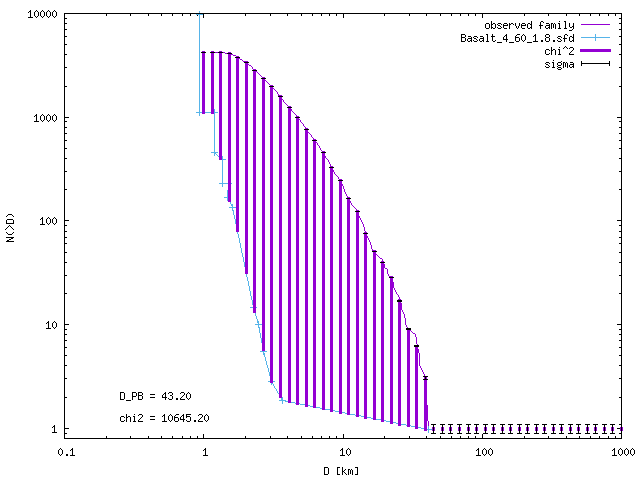 10000
1000
100
10
1
N(>D)
observed family
Basalt_4_60_1.8.sfd
chi^2
sigma
D_PB = 43.20
chi2 = 10645.20
0.1 1 10 100 1000
D [km]